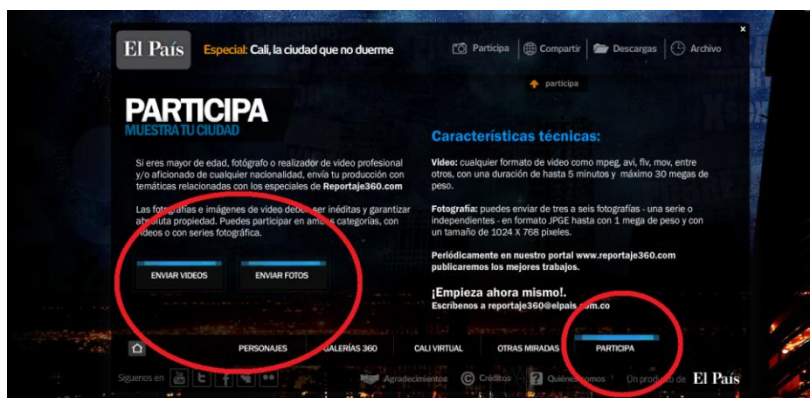 x
El País Especial: Cali, la ciudad que no duerme Participa Compartir Descargas Archivo
participa
PARTICIPA
MUESTRA TU CIUDAD
Si eres mayor de edad, fotógrafo o realizador de video profesional
y/o aficionado de cualquier nacionalidad, envía tu producción con
temáticas relacionadas con los especiales de Reportaje360.com
Las fotografías e imágenes de video deben ser inéditas y garantizar
absoluta propiedad. Puedes participar en ambas categorías, con
videos o con series fotográfica.
ENVIAR VIDEOS ENVIAR FOTOS
Características técnicas:
Video: cualquier formato de video como mpeg, avi, flv, mov, entre
otros, con una duración de hasta 5 minutos y máximo 30 megas de
peso.
Fotografía: puedes enviar de tres a seis fotografías - una serie o
independientes - en formato JPGE hasta con 1 mega de peso y con
un tamaño de 1024 X 768 pixeles.
Periódicamente en nuestro portal www.reportaje360.com
publicaremos los mejores trabajos.
¡Empieza ahora mismo!.
Escríbenos a reportaje360@elpais.com.co
PERSONAJES GALERÍAS 360 CALI VIRTUAL OTRAS MIRADAS PARTICIPA
Síguenos en Agradecimientos Créditos Quiénes somos Un producto de El País